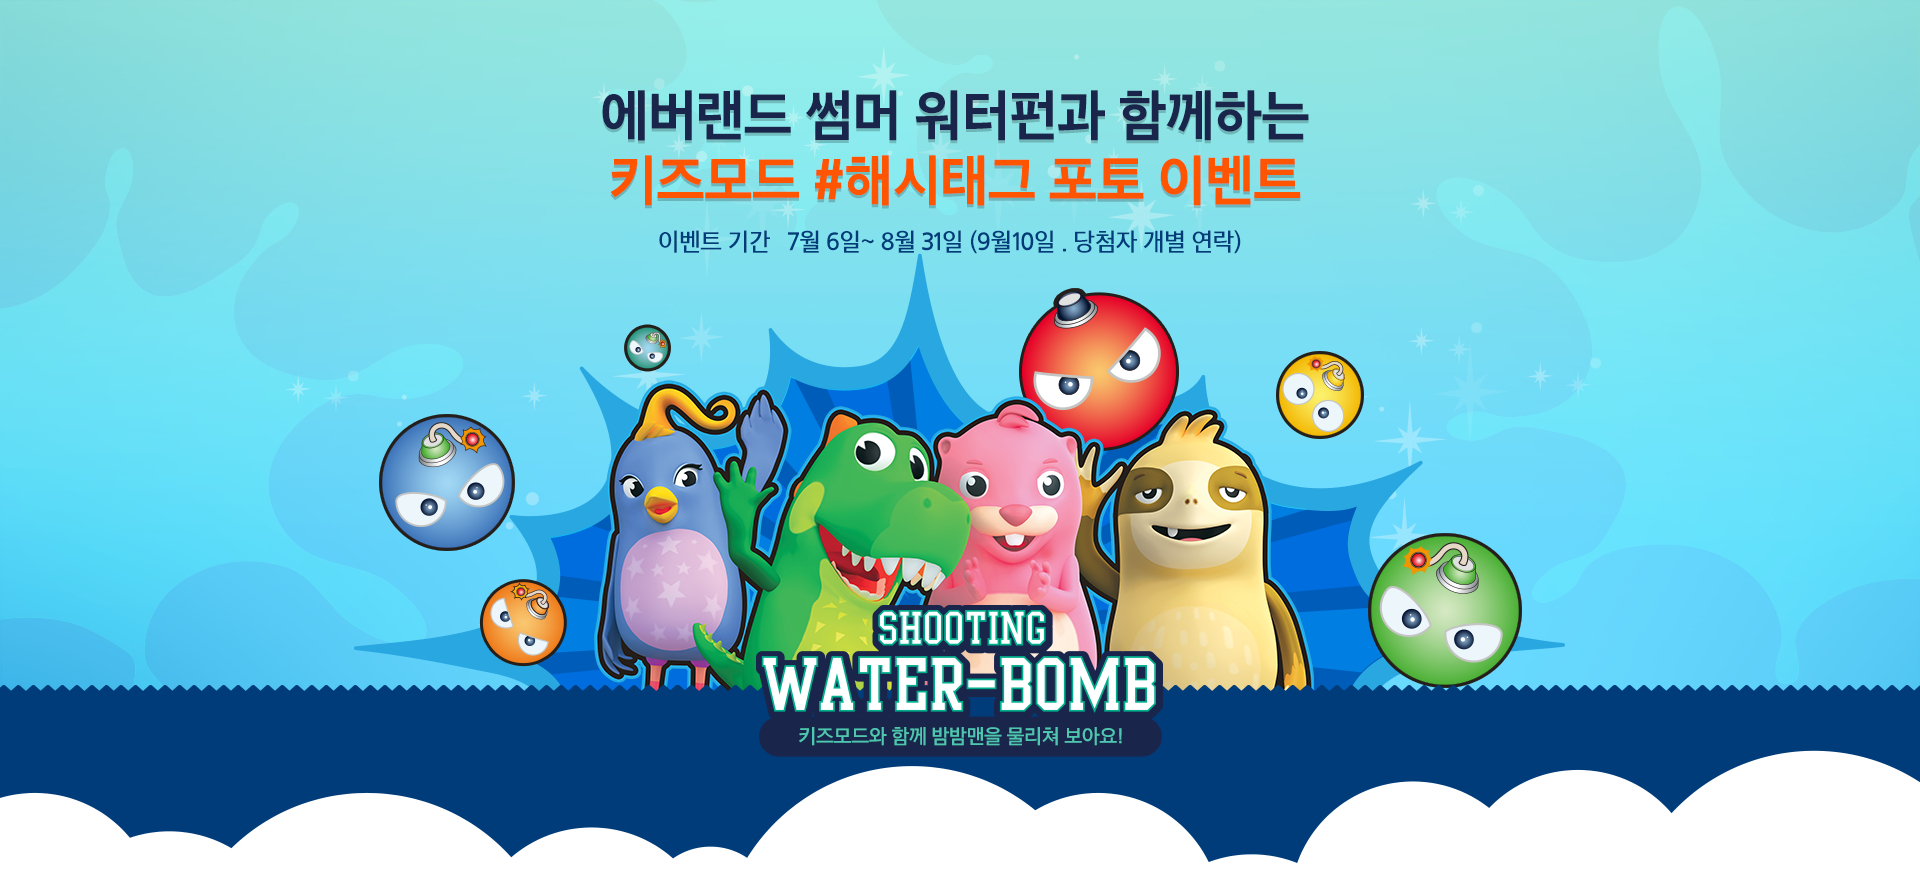 에버랜드 썸머 워터펀과 함께하는
키즈모드 #해시태그 포토 이벤트
이벤트 기간 7월 6일~ 8월 31일 (9월10일 . 당첨자 개별 연락)
SHOOTING
WATER-BOMB
키즈모드와 함께 밤밤맨을 물리쳐 보아요!